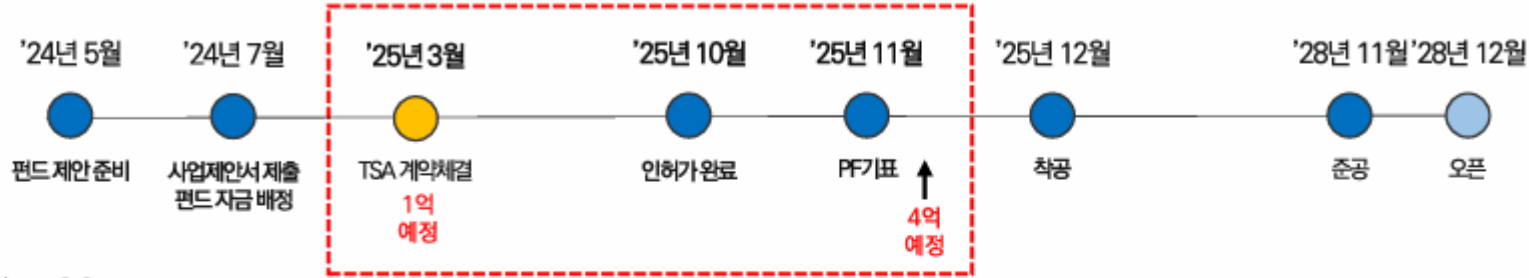 '24년 5월
'24년 7월
'25년 3월
'25년 10월
'25년 11월
'25년 12월
'28년 11월
'28년 12월
펀드 제안 준비
사업제안서 제출
펀드 자금 배정
TSA 계약체결
1억
예정
인허가 완료
PF기표
4억
예정
착공
준공
오픈